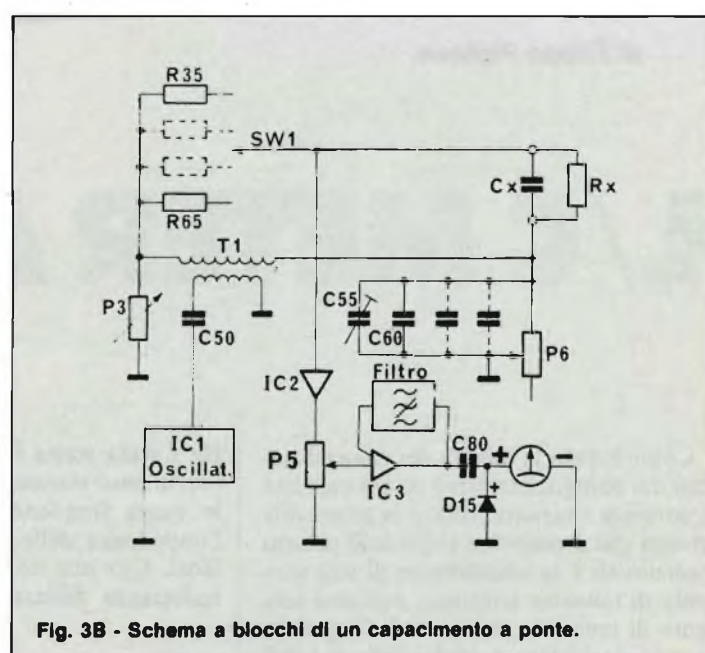 R35
SW1
Cx
Rx
R65
T1
P3
C50
C55
C60
P6
IC2
Filtro
P5
IC3
C80
+
-
D15
+
IC1
Oscillat.
Fig. 3B - Schema a blocchi di un capacimento a ponte.